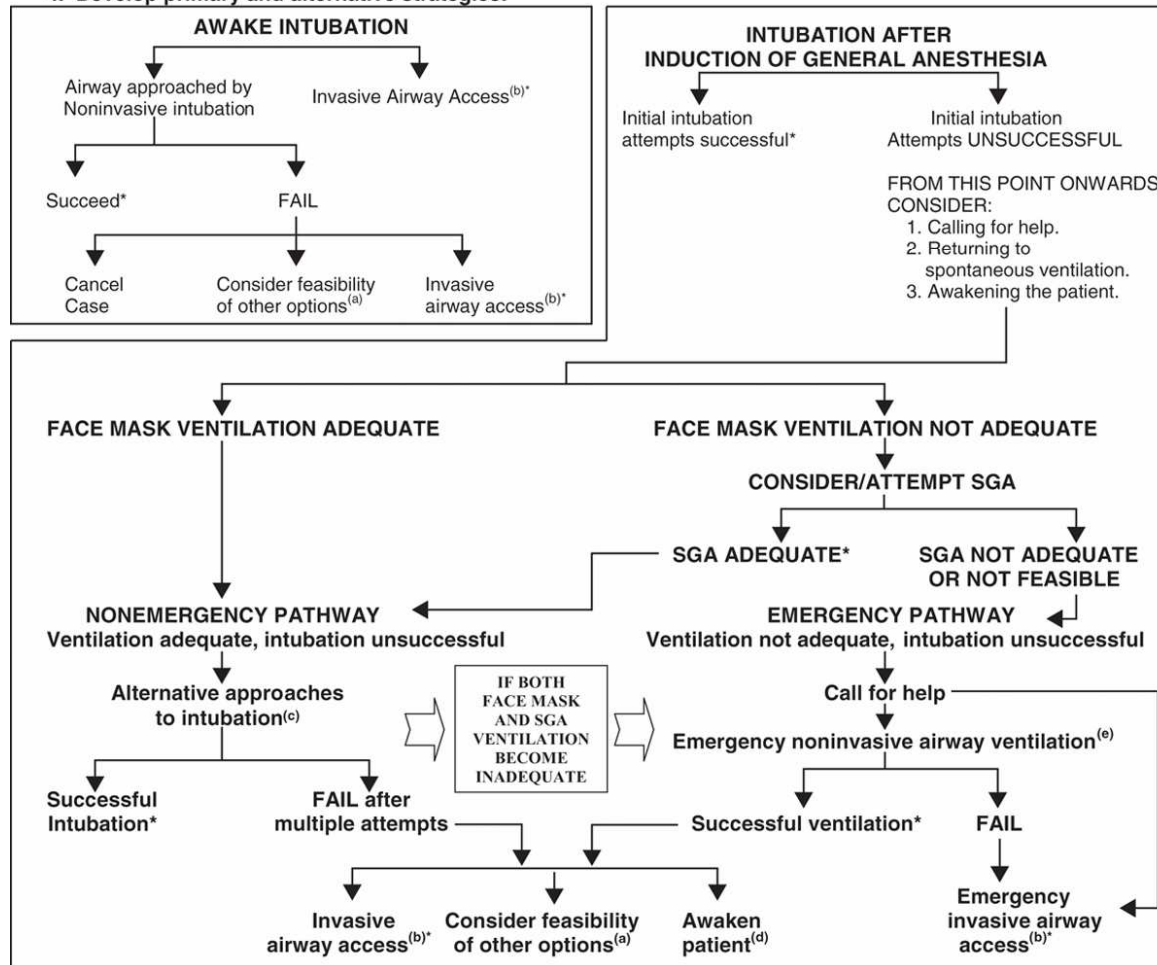 AWAKE INTUBATION
Airway approached by
Noninvasive intubation
Invasive Airway Access(b)*
Succeed*
FAIL
Cancel
Case
Consider feasibility
of other options(a)
Invasive
airway access(b)*
INTUBATION AFTER
INDUCTION OF GENERAL ANESTHESIA
Initial intubation
attempts successful*
Initial intubation
Attempts UNSUCCESSFUL
FROM THIS POINT ONWARDS
CONSIDER:
1. Calling for help.
2. Returning to
spontaneous ventilation.
3. Awakening the patient.
FACE MASK VENTILATION ADEQUATE
FACE MASK VENTILATION NOT ADEQUATE
CONSIDER/ATTEMPT SGA
SGA ADEQUATE*
SGA NOT ADEQUATE
OR NOT FEASIBLE
NONEMERGENCY PATHWAY
Ventilation adequate, intubation unsuccessful
EMERGENCY PATHWAY
Ventilation not adequate, intubation unsuccessful
Alternative approaches
to intubation(c)
IF BOTH
FACE MASK
AND SGA
VENTILATION
BECOME
INADEQUATE
Call for help
Emergency noninvasive airway ventilation(e)
Successful
Intubation*
FAIL after
multiple attempts
Successful ventilation*
FAIL
Invasive
airway access(b)*
Consider feasibility
of other options(a)
Awaken
patient(d)
Emergency
invasive airway
access(b)*